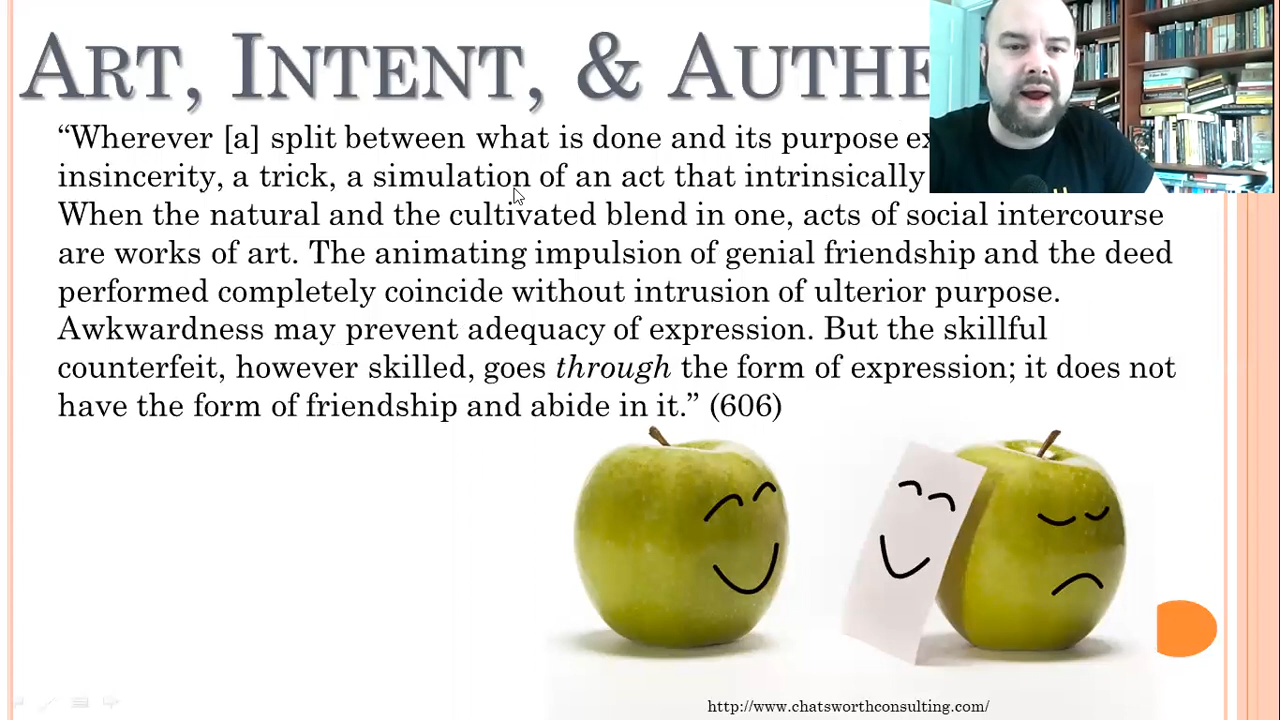 ART, INTENT, & AUTHE
“Wherever [a] split between what is done and its purpose
insincerity, a trick, a simulation of an act that intrinsically
When the natural and the cultivated blend in one, acts of social intercourse
are works of art. The animating impulsion of genial friendship and the deed
performed completely coincide without intrusion of ulterior purpose.
Awkwardness may prevent adequacy of expression. But the skillful
counterfeit, however skilled, goes through the form of expression; it does not
have the form of friendship and abide in it.” (606)
http://www.chatsworthconsulting.com/